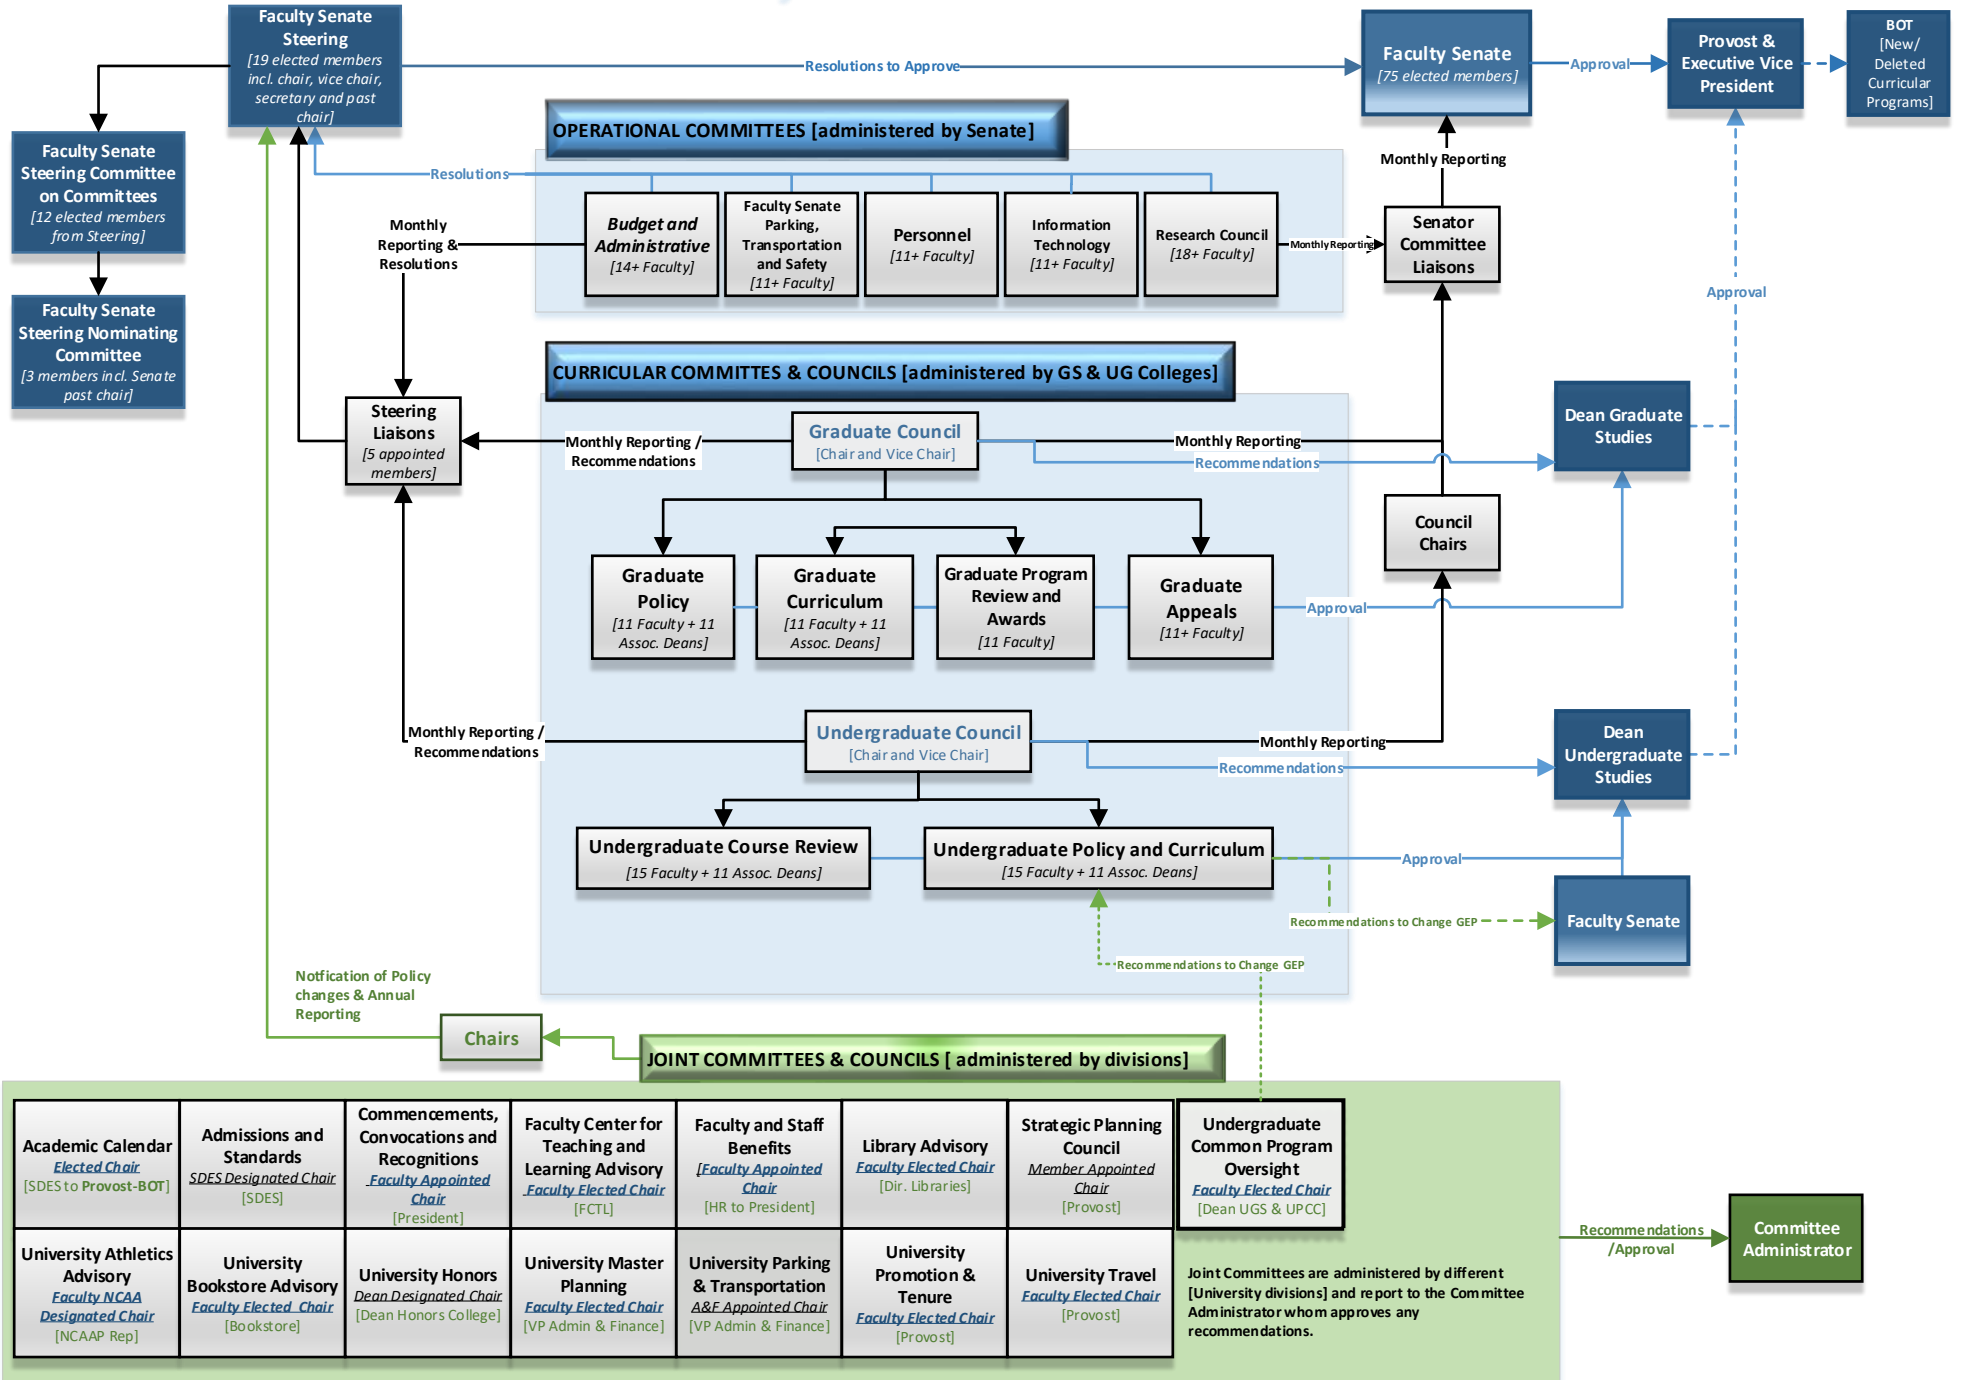 Faculty Senate
Steering
[19 elected members
incl. chair, vice chair,
secretary and past
chair]
Resolutions to Approve
Faculty Senate
[75 elected members]
Approval
Provost &
Executive Vice
President
BOT
[New/
Deleted
Curricular
Programs]
Faculty Senate
Steering Committee
on Committees
[12 elected members
from Steering]
Faculty Senate
Steering Nominating
Committee
[3 members incl. Senate
past chair]
OPERATIONAL COMMITTEES [administered by Senate]
Resolutions
Monthly
Reporting &
Resolutions
Budget and
Administrative
[14+ Faculty]
Faculty Senate
Parking,
Transportation
and Safety
[11+ Faculty]
Personnel
[11+ Faculty]
Information
Technology
[11+ Faculty]
Research Council
[18+ Faculty]
Monthly Reporting
Monthly Reporting
Senator
Committee
Liaisons
Approval
CURRICULAR COMMITTES & COUNCILS [administered by GS & UG Colleges]
Steering
Liaisons
[5 appointed
members]
Monthly Reporting /
Recommendations
Graduate Council
[Chair and Vice Chair]
Monthly Reporting
Recommendations
Dean Graduate
Studies
Council
Chairs
Graduate
Policy
[11 Faculty + 11
Assoc. Deans]
Graduate
Curriculum
[11 Faculty + 11
Assoc. Deans]
Graduate Program
Review and
Awards
[11 Faculty]
Graduate
Appeals
[11+ Faculty]
Approval
Monthly Reporting /
Recommendations
Undergraduate Council
[Chair and Vice Chair]
Monthly Reporting
Recommendations
Dean
Undergraduate
Studies
Undergraduate Course Review
[15 Faculty + 11 Assoc. Deans]
Undergraduate Policy and Curriculum
[15 Faculty + 11 Assoc. Deans]
Approval
Recommendations to Change GEP
Faculty Senate
Recommendations to Change GEP
Notfication of Policy
changes & Annual
Reporting
Chairs
JOINT COMMITTEES & COUNCILS [ administered by divisions]
Academic Calendar
Elected Chair
[SDES to Provost-BOT]
Admissions and
Standards
SDES Designated Chair
[SDES]
Commencements,
Convocations and
Recognitions
Faculty Appointed
Chair
[President]
Faculty Center for
Teaching and
Learning Advisory
Faculty Elected Chair
[FCTL]
Faculty and Staff
Benefits
[Faculty Appointed
Chair
[HR to President]
Library Advisory
Faculty Elected Chair
[Dir. Libraries]
Strategic Planning
Council
Member Appointed
Chair
[Provost]
Undergraduate
Common Program
Oversight
Faculty Elected Chair
[Dean UGS & UPCC]
University Athletics
Advisory
Faculty NCAA
Designated Chair
[NCAAP Rep]
University
Bookstore Advisory
Faculty Elected Chair
[Bookstore]
University Honors
Dean Designated Chair
[Dean Honors College]
University Master
Planning
Faculty Elected Chair
[VP Admin & Finance]
University Parking
& Transportation
A&F Appointed Chair
[VP Admin & Finance]
University
Promotion &
Tenure
Faculty Elected Chair
[Provost]
University Travel
Faculty Elected Chair
[Provost]
Joint Committees are administered by different
[University divisions] and report to the Committee
Administrator whom approves any
recommendations.
Recommendations
/Approval
Committee
Administrator